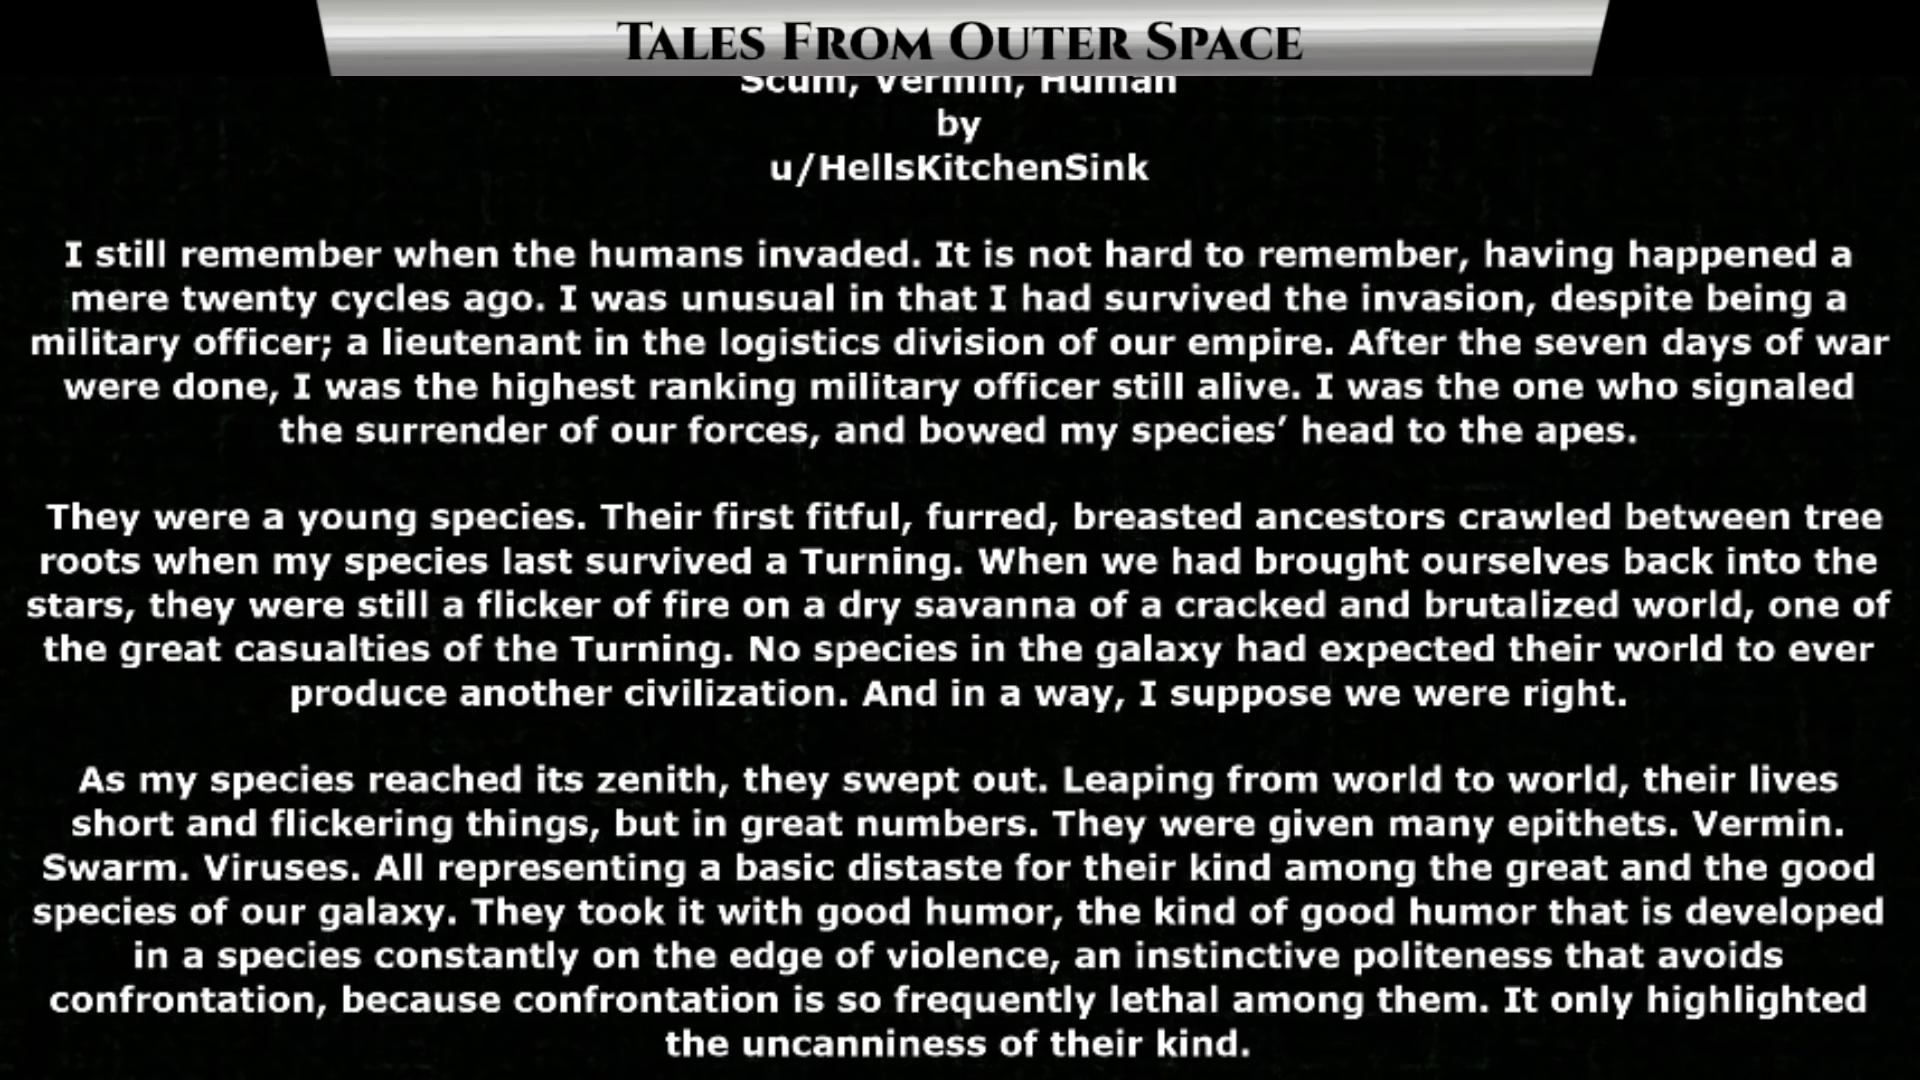 Tales From Outer Space
Scum, Vermin, Human
by
u/HellsKitchenSink
I still remember when the humans invaded. It is not hard to remember, having happened a
mere twenty cycles ago. I was unusual in that I had survived the invasion, despite being a
military officer; a lieutenant in the logistics division of our empire. After the seven days of war
were done, I was the highest ranking military officer still alive. I was the one who signaled
the surrender of our forces, and bowed my species’ head to the apes.
They were a young species. Their first fitful, furred, breasted ancestors crawled between tree
roots when my species last survived a Turning. When we had brought ourselves back into the
stars, they were still a flicker of fire on a dry savanna of a cracked and brutalized world, one of
the great casualties of the Turning. No species in the galaxy had expected their world to ever
produce another civilization. And in a way, I suppose we were right.
As my species reached its zenith, they swept out. Leaping from world to world, their lives
short and flickering things, but in great numbers. They were given many epithets. Vermin.
Swarm. Viruses. All representing a basic distaste for their kind among the great and the good
species of our galaxy. They took it with good humor, the kind of good humor that is developed
in a species constantly on the edge of violence, an instinctive politeness that avoids
confrontation, because confrontation is so frequently lethal among them. It only highlighted
the uncanniness of their kind.